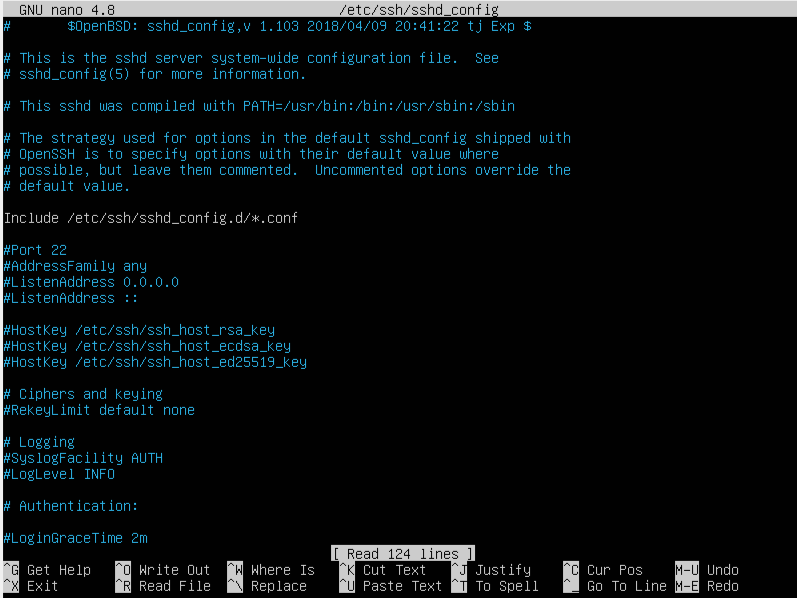 GNU nano 4.8 /etc/ssh/sshd_config
# $OpenBSD: sshd_config,v 1.103 2018/04/09 20:41:22 tj Exp $
# This is the sshd server system-wide configuration file. See
# sshd_config(5) for more information.
# This sshd was compiled with PATH=/usr/bin:/bin:/usr/sbin:/sbin
# The strategy used for options in the default sshd_config shipped with
# OpenSSH is to specify options with their default value where
# possible, but leave them commented. Uncommented options override the
# default value.
Include /etc/ssh/sshd_config.d/*.conf
#Port 22
#AddressFamily any
#ListenAddress 0.0.0.0
#ListenAddress ::
#HostKey /etc/ssh/ssh_host_rsa_key
#HostKey /etc/ssh/ssh_host_ecdsa_key
#HostKey /etc/ssh/ssh_host_ed25519_key
# Ciphers and keying
#RekeyLimit default none
# Logging
#SyslogFacility AUTH
#LogLevel INFO
# Authentication:
#LoginGraceTime 2m
[ Read 124 lines ]
^G Get Help ^O Write Out ^W Where Is ^K Cut Text ^J Justify ^C Cur Pos M-U Undo
^X Exit ^R Read File ^\ Replace ^U Paste Text ^T To Spell ^_ Go To Line M-E Redo